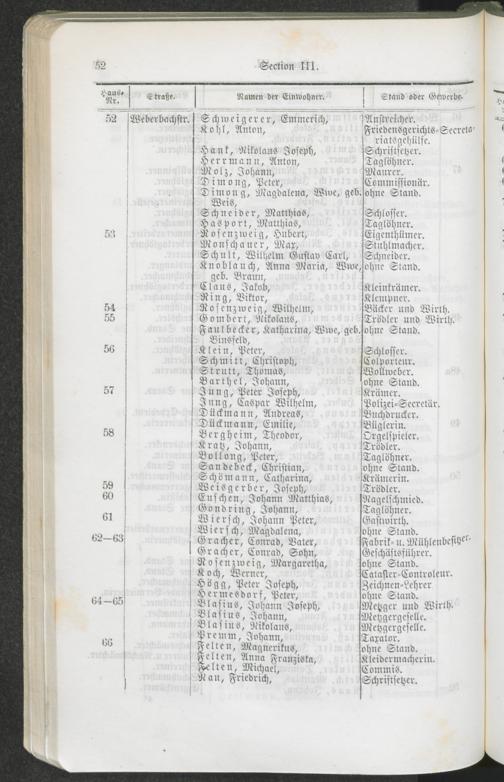 52 Section III.
Haus-Nr. Straße. Namen der Einwohner. Stand oder Gewerbe.
52 Weberbachstr. Schweigerer, Emmerich, Anstreicher.
Kohl, Anton, Friedensgerichts-Secreta-
riatsgehülfe.
Hank, Nikolaus Joseph, Schriftsetzer.
Herrmann, Anton, Taglöhner.
Molz, Johann, Maurer.
Dimong, Peter, Commissionär.
Dimong, Magdalena, Wwe, geb. ohne Stand.
Weis,
Schneider, Matthias, Schlosser.
Hasport, Matthias, Taglöhner.
53 Rosenzweig, Hubert, Eigenthümer.
Monschauer, Max, Stuhlmacher.
Schult, Wilhelm Gustav Carl, Schneider.
Knoblauch, Anna Maria, Wwe, ohne Stand.
geb. Braun,
Claus, Jakob, Kleinkrämer.
Ring, Viktor, Klempner.
54 Rosenzweig, Wilhelm, Bäcker und Wirth.
55 Gombert, Nikolaus, Trödler und Wirth.
Fautbecker, Katharina, Wwe, geb. ohne Stand.
Binsfeld,
56 Klein, Peter, Schlosser.
Schmitt, Christoph, Colporteur.
Strutt, Thomas, Wollweber.
Barthel, Johann, ohne Stand.
57 Jung, Peter Joseph, Krämer.
Jung, Caspar Wilhelm, Polizei-Secretär.
Dückmann, Andreas, Buchdrucker.
Dückmann, Emilie, Büglerin.
58 Bergheim, Theodor, Orgelspieler.
Kratz, Johann, Trödler.
Bollong, Peter, Taglöhner.
Sandebeck, Christian, ohne Stand.
Schömann, Catharina, Krämerin.
59 Weisgerber, Joseph, Trödler.
60 Euschen, Johann Matthias, Nagelschmied.
Gondring, Johann, Taglöhner.
61 Wiersch, Johann Peter, Gastwirth.
Wiersch, Magdalena, ohne Stand.
62—63 Gracher, Conrad, Vater, Fabrik- u. Mühlenbesitzer.
Gracher, Conrad, Sohn, Geschäftsführer.
Rosenzweig, Margaretha, ohne Stand.
Koch, Werner, Cataster-Controleur.
Högg, Peter Joseph, Zeichnen-Lehrer
Hermesdorf, Peter, ohne Stand.
64—65 Blasius, Johann Joseph, Metzger und Wirth.
Blasius, Johann, Metzgergeselle.
Blasius, Nikolaus, Metzgergeselle.
Premm, Johann, Taxator.
66 Felten, Magnerikus, ohne Stand.
Felten, Anna Franziska, Kleidermacherin.
Felten, Michael, Commis.
Nau, Friedrich, Schriftsetzer.